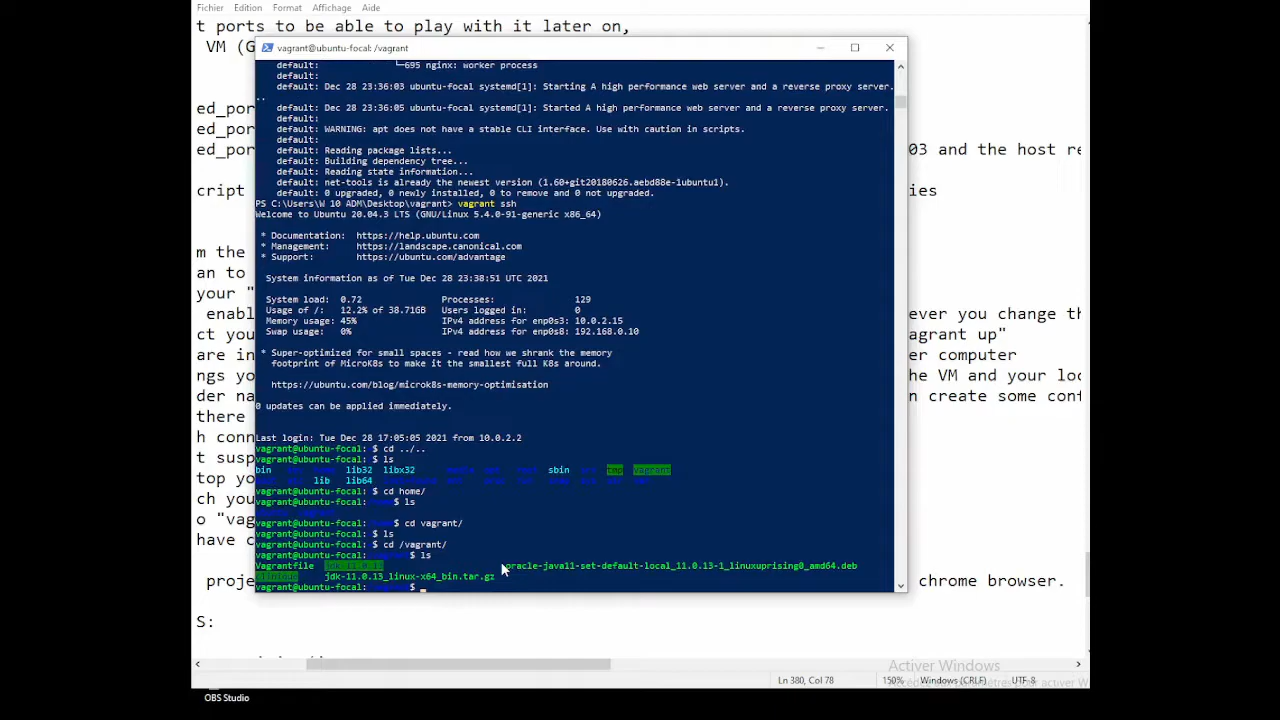 Fichier Edition Format Affichage Aide
t ports to be able to play with it later on,
VM (G
vagrant@ubuntu-focal: /vagrant
default: └─695 nginx: worker process
default:
default: Dec 28 23:36:03 ubuntu-focal systemd[1]: Starting A high performance web server and a reverse proxy server.
..
default: Dec 28 23:36:03 ubuntu-focal systemd[1]: Started A high performance web server and a reverse proxy server.
default:
default: WARNING: apt does not have a stable CLI interface. Use with caution in scripts.
default:
default: Reading package lists...
default: Building dependency tree...
default: Reading state information...
default: net-tools is already the newest version (1.60+git20180626.aebd88e-1ubuntu1).
default: 0 upgraded, 0 newly installed, 0 to remove and 0 not upgraded.
PS C:\Users\W 10 ADM\Desktop\vagrant> vagrant ssh
Welcome to Ubuntu 20.04.3 LTS (GNU/Linux 5.4.0-91-generic x86_64)
* Documentation: https://help.ubuntu.com
* Management: https://landscape.canonical.com
* Support: https://ubuntu.com/advantage
System information as of Tue Dec 28 23:38:51 UTC 2021
System load: 0.72 Processes: 129
Usage of /: 12.2% of 38.71GB Users logged in: 0
Memory usage: 45% IPv4 address for enp0s3: 10.0.2.15
Swap usage: 0% IPv4 address for enp0s8: 192.168.0.10
* Super-optimized for small spaces - read how we shrank the memory
footprint of MicroK8s to make it the smallest full K8s around.
https://ubuntu.com/blog/microk8s-memory-optimisation
0 updates can be applied immediately.
Last login: Tue Dec 28 17:05:05 2021 from 10.0.2.2
vagrant@ubuntu-focal: $ cd ../..
vagrant@ubuntu-focal: $ ls
bin lib32 libx32 sbin tmp vagrant
lib lib64
vagrant@ubuntu-focal: $ cd home/
vagrant@ubuntu-focal: $ ls
vagrant@ubuntu-focal: $ cd vagrant/
vagrant@ubuntu-focal: $ ls
vagrant@ubuntu-focal: $ cd /vagrant/
vagrant@ubuntu-focal: $ ls
Vagrantfile jdk-11.0.13 oracle-java11-set-default-local_11.0.13-1_linuxuprising0_amd64.deb
jdk-11.0.13_linux-x64_bin.tar.gz
vagrant@ubuntu-focal: $
ed_por
ed_por
ed_por 03 and the host re
cript ies
m the
an to
your "
enabl ever you change th
ct you agrant up"
are in er computer
ngs yo he VM and your loc
der na n create some conf
there
h conn
t susp
top yo
ch you
o "vag
have c
proje chrome browser.
S:
Activer Windows
Ln 380, Col 78 150% Windows (CRLF) UTF-8
OBS Studio